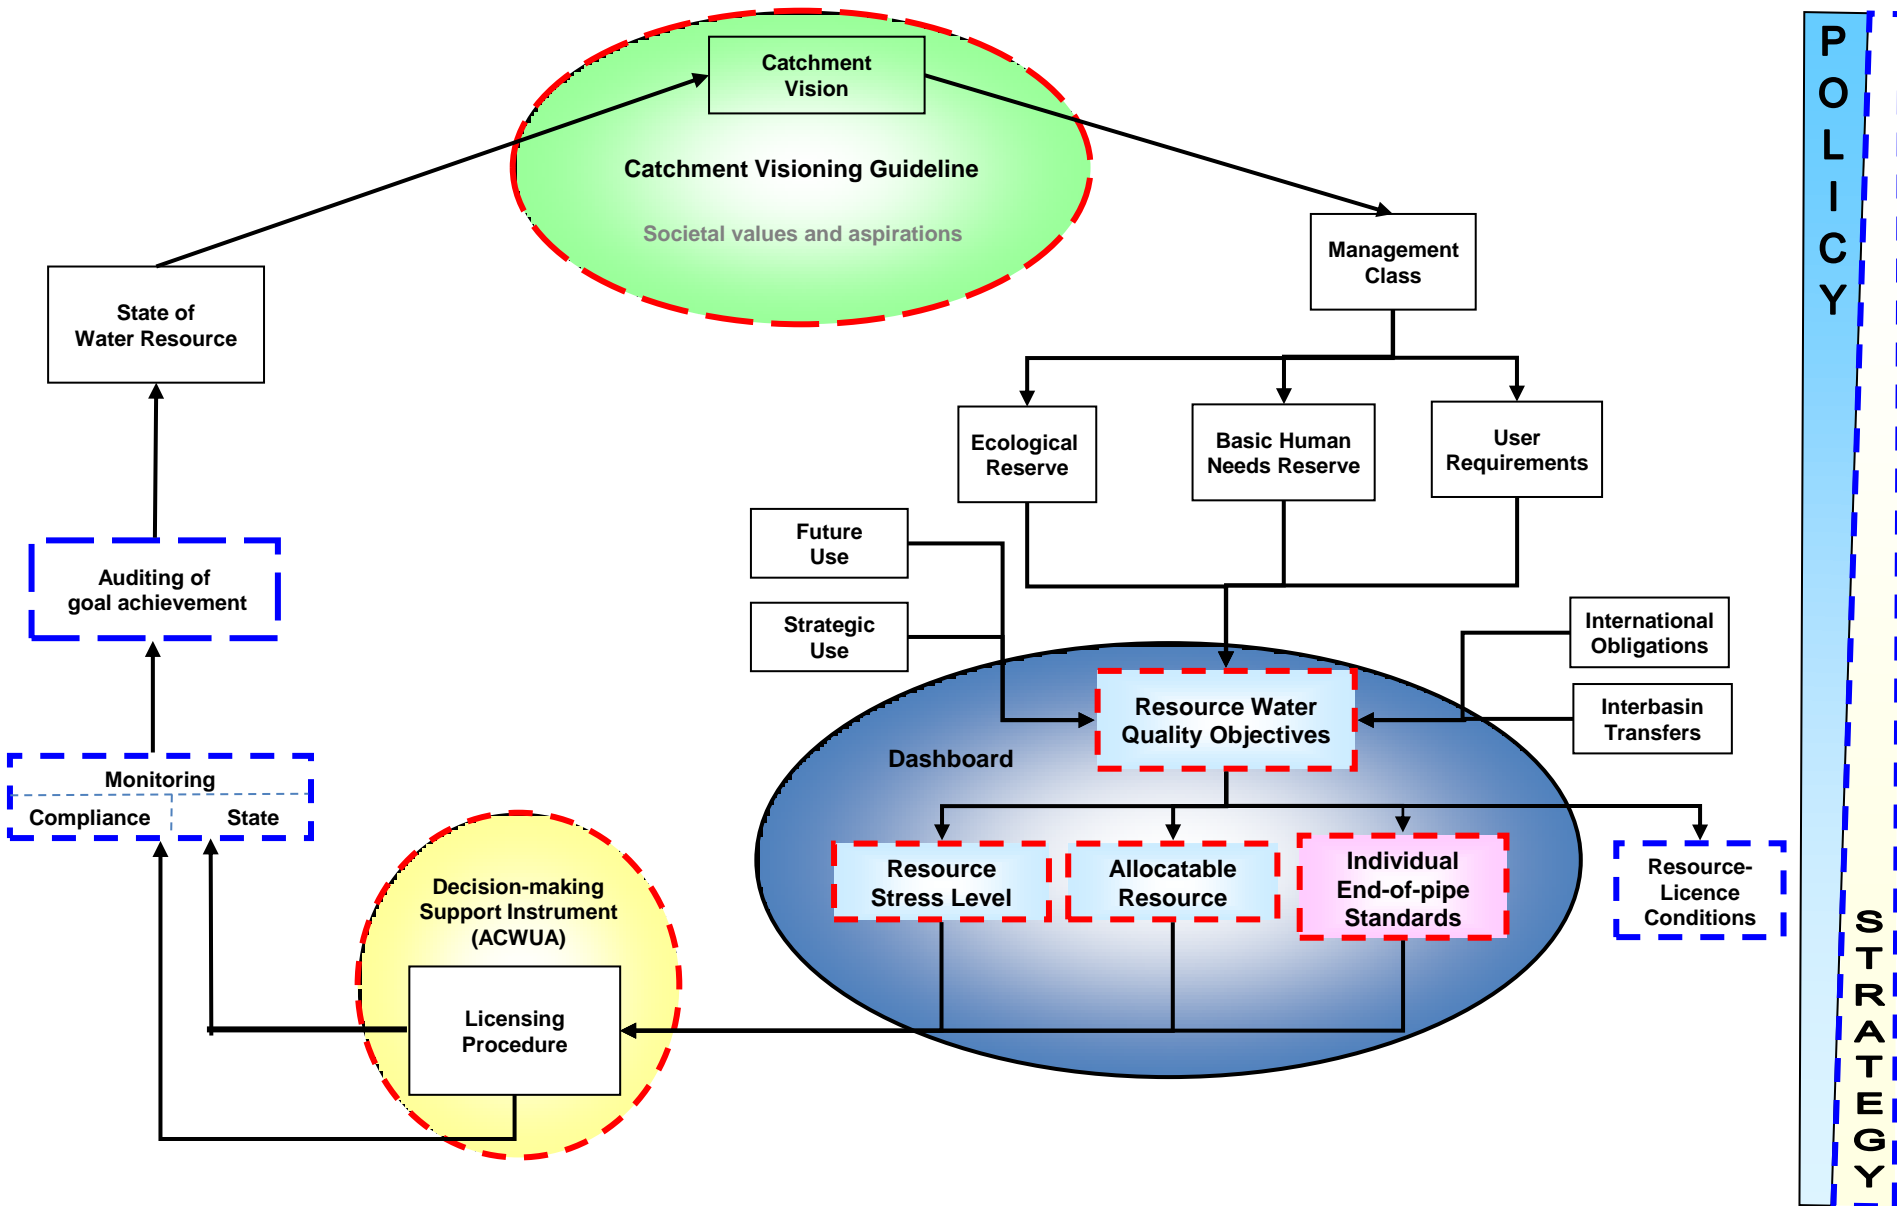 Catchment
Vision
Catchment Visioning Guideline
Societal values and aspirations
Management
Class
State of
Water Resource
Ecological
Reserve
Basic Human
Needs Reserve
User
Requirements
Future
Use
Strategic
Use
Auditing of
goal achievement
International
Obligations
Interbasin
Transfers
Resource Water
Quality Objectives
Dashboard
Monitoring
Compliance
State
Resource
Stress Level
Allocatable
Resource
Individual
End-of-pipe
Standards
Resource-
Licence
Conditions
Decision-making
Support Instrument
(ACWUA)
Licensing
Procedure
POLICY
STRATEGY